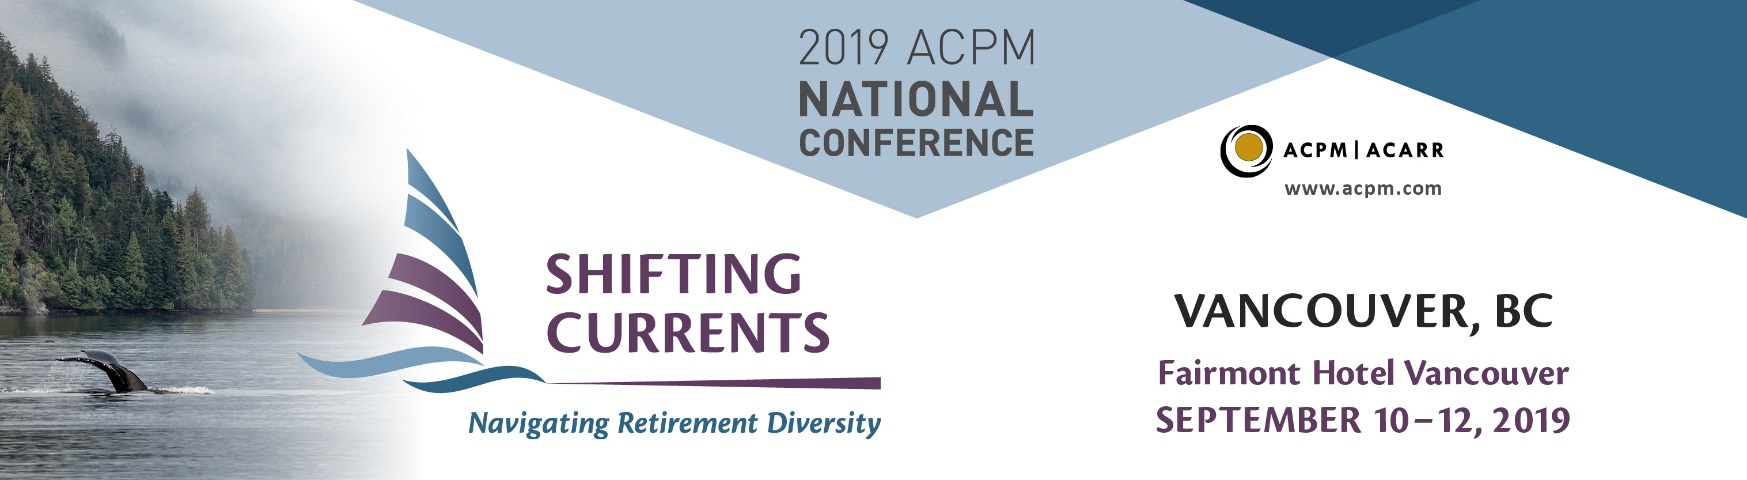 2019 ACPM
NATIONAL
CONFERENCE
ACPM | ACARR
www.acpm.com
SHIFTING
CURRENTS
Navigating Retirement Diversity
VANCOUVER, BC
Fairmont Hotel Vancouver
SEPTEMBER 10–12, 2019